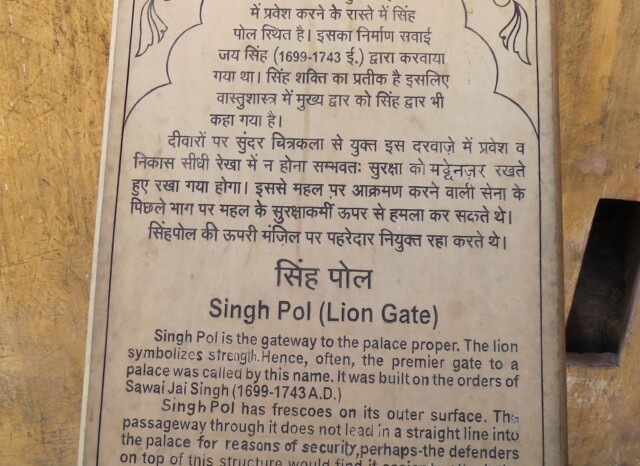 में प्रवेश करने के रास्ते में सिंह
पोल स्थित है। इसका निर्माण सवाई
जय सिंह (1699-1743 ई.) द्वारा करवाया
गया था। सिंह शक्ति का प्रतीक है इसलिए
वास्तुशास्त्र में मुख्य द्वार को सिंह द्वार भी
कहा गया है।
दीवारों पर सुंदर चित्रकला से युक्त इस दरवाज़े में प्रवेश व
निकास सीधी रेखा में न होना सम्भवतः सुरक्षा को मद्देनज़र रखते
हुए रखा गया होगा। इससे महल पर आक्रमण करने वाली सेना के
पिछले भाग पर महल के सुरक्षाकर्मी ऊपर से हमला कर सकते थे।
सिंहपोल की ऊपरी मंज़िल पर पहरेदार नियुक्त रहा करते थे।
सिंह पोल
Singh Pol (Lion Gate)
Singh Pol is the gateway to the palace proper. The lion
symbolizes strength.Hence, often, the premier gate to a
palace was called by this name. It was built on the orders of
Sawai Jai Singh (1699-1743 A.D.)
Singh Pol has frescoes on its outer surface. The
passageway through it does not lead in a straight line into
the palace for reasons of security,perhaps-the defenders
on top of this structure would find it